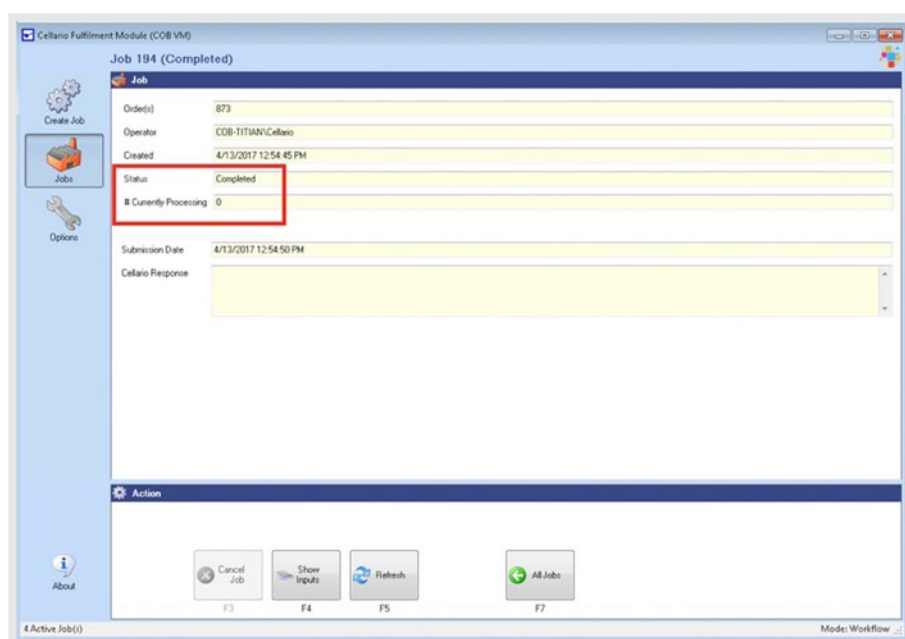 Cellario Fulfilment Module (COB VM)
Job 194 (Completed)
Job
Create Job
Jobs
Options
Order(s) 873
Operator COB-TITIAN\Cellario
Created 4/13/2017 12:54:45 PM
Status Completed
# Currently Processing 0
Submission Date 4/13/2017 12:54:50 PM
Cellario Response
Action
Cancel Job
Show Inputs
Refresh
All Jobs
F3 F4 F5 F7
About
4 Active Job(s) Mode: Workflow